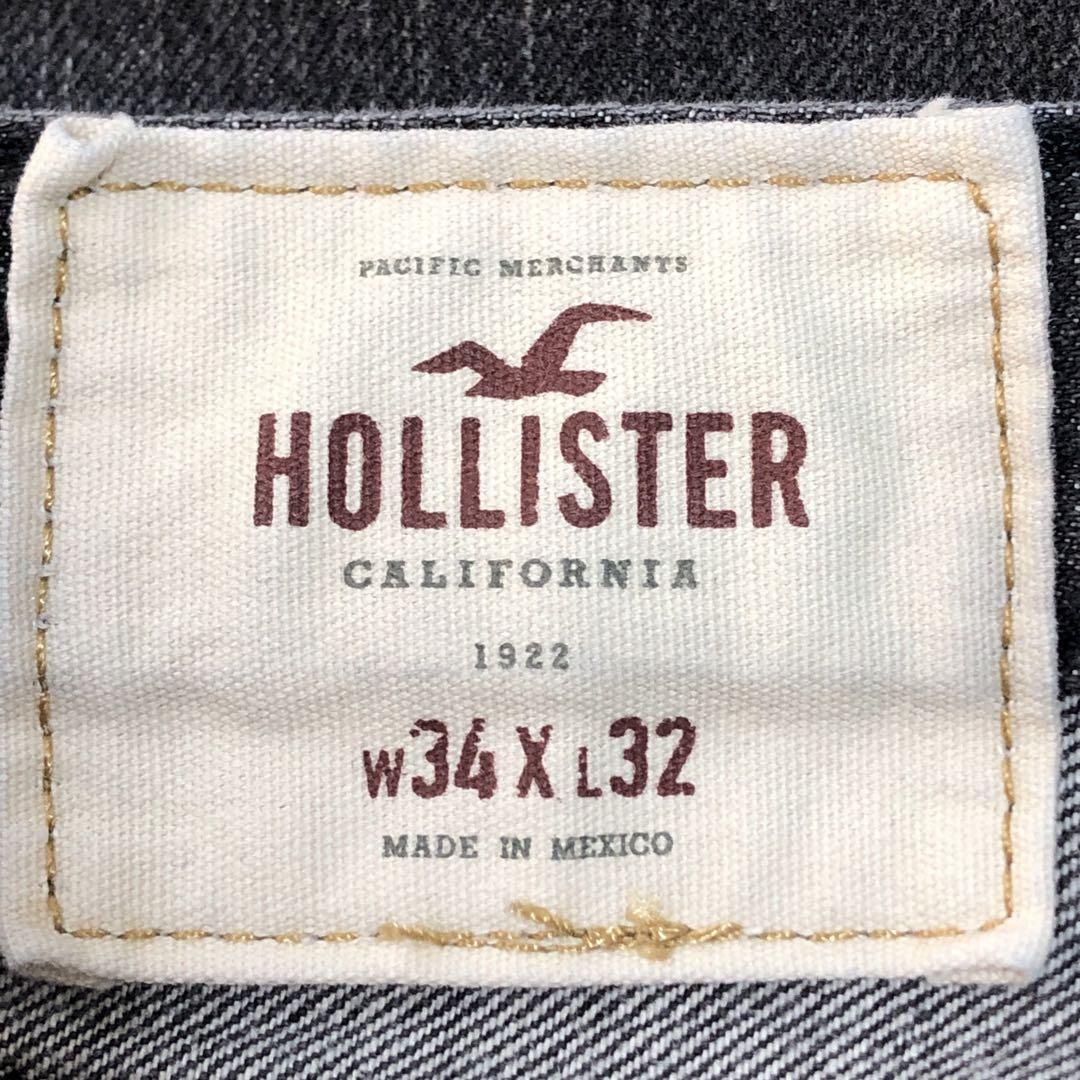 PACIFIC MERCHANTS
HOLLISTER
CALIFORNIA
1922
W34 X L32
MADE IN MEXICO